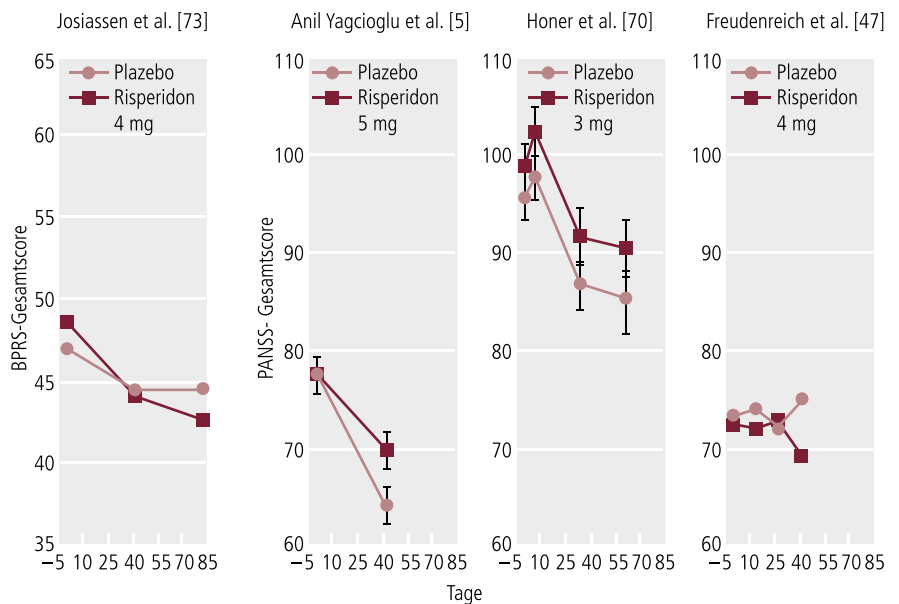 Josiassen et al. [73]
Anil Yagcioglu et al. [5]
Honer et al. [70]
Freudenreich et al. [47]
BPRS-Gesamtscore
65
60
55
50
45
40
35
Plazebo
Risperidon
4 mg
−5 10 25 55 70 85
PANSS- Gesamtscore
110
100
90
80
70
60
Plazebo
Risperidon
5 mg
−5 10 25 55 70 85
110
100
90
80
70
60
Plazebo
Risperidon
3 mg
−5 10 25 55 70 85
110
100
90
80
70
60
Plazebo
Risperidon
4 mg
−5 10 25 55 70 85
Tage